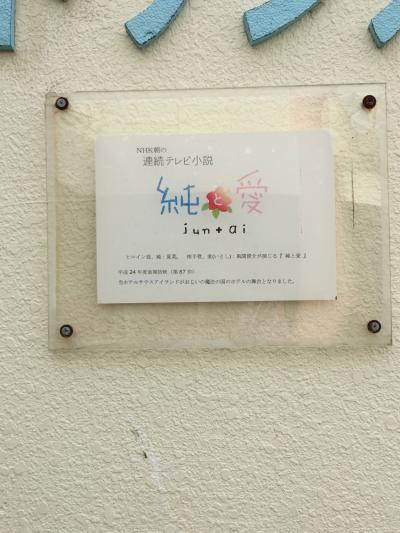 NHK朝の
連続テレビ小説
純と愛
jun+ai
ヒロイン役、純：夏菜、 相手役、愛(いとし)：風間俊介が演じる『 純と愛 』
平成24年度後期放映（第87作）
当ホテルサウスアイランドがおじいの魔法の国のホテルの舞台となりました。